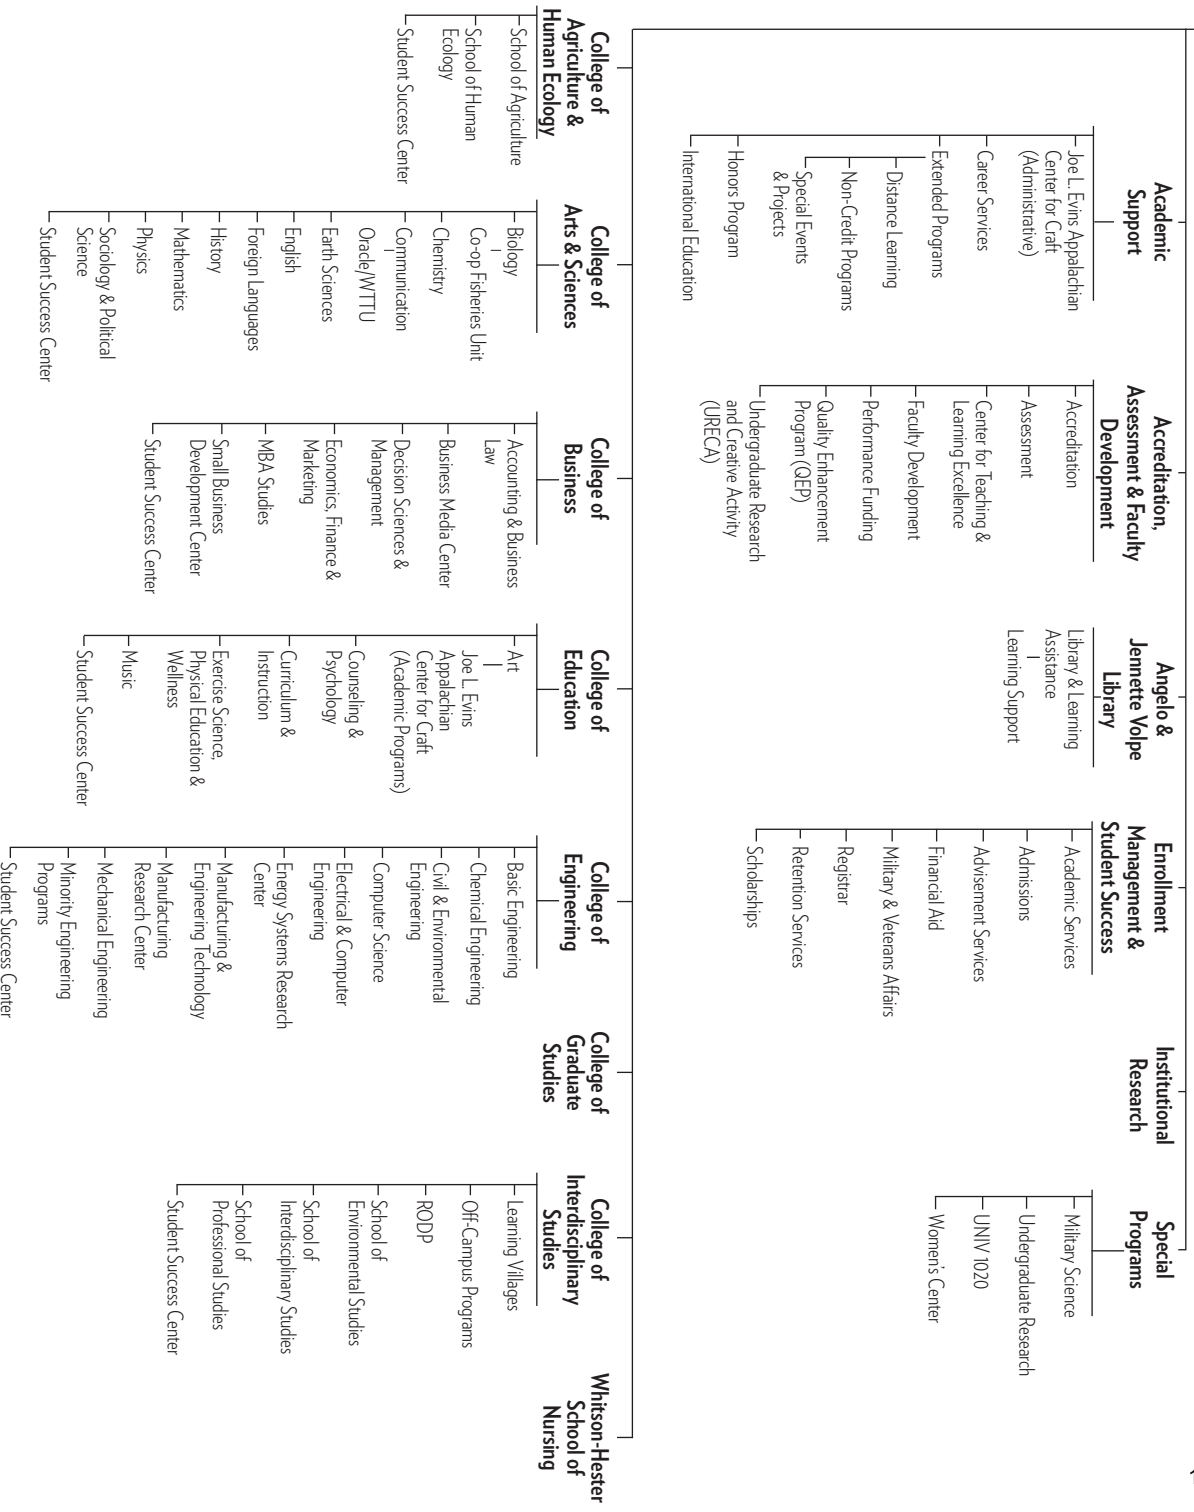 Academic
Support
Joe L. Evins Appalachian
Center for Craft
(Administrative)
Career Services
Extended Programs
Distance Learning
Non-Credit Programs
Special Events
& Projects
Honors Program
International Education
Accreditation,
Assessment & Faculty
Development
Accreditation
Assessment
Center for Teaching &
Learning Excellence
Faculty Development
Performance Funding
Quality Enhancement
Program (QEP)
Undergraduate Research
and Creative Activity
(URECA)
Angelo &
Jennette Volpe
Library
Library & Learning
Assistance
Learning Support
Enrollment
Management &
Student Success
Academic Services
Admissions
Advisement Services
Financial Aid
Military & Veterans Affairs
Registrar
Retention Services
Scholarships
Institutional
Research
Special
Programs
Military Science
Undergraduate Research
UNIV 1020
Women's Center
College of
Agriculture &
Human Ecology
School of Agriculture
School of Human
Ecology
Student Success Center
College of
Arts & Sciences
Biology
Co-op Fisheries Unit
Chemistry
Communication
Oracle/WTTU
Earth Sciences
English
Foreign Languages
History
Mathematics
Physics
Sociology & Political
Science
Student Success Center
College of
Business
Accounting & Business
Law
Business Media Center
Decision Sciences &
Management
Economics, Finance &
Marketing
MBA Studies
Small Business
Development Center
Student Success Center
College of
Education
Art
Joe L. Evins
Appalachian
Center for Craft
(Academic Programs)
Counseling &
Psychology
Curriculum &
Instruction
Exercise Science,
Physical Education &
Wellness
Music
Student Success Center
College of
Engineering
Basic Engineering
Chemical Engineering
Civil & Environmental
Engineering
Computer Science
Electrical & Computer
Engineering
Energy Systems Research
Center
Manufacturing &
Engineering Technology
Manufacturing
Research Center
Mechanical Engineering
Minority Engineering
Programs
Student Success Center
College of
Graduate
Studies
College of
Interdisciplinary
Studies
Learning Villages
Off-Campus Programs
RODP
School of
Environmental Studies
School of
Interdisciplinary Studies
School of
Professional Studies
Student Success Center
Whitson-Hester
School of
Nursing